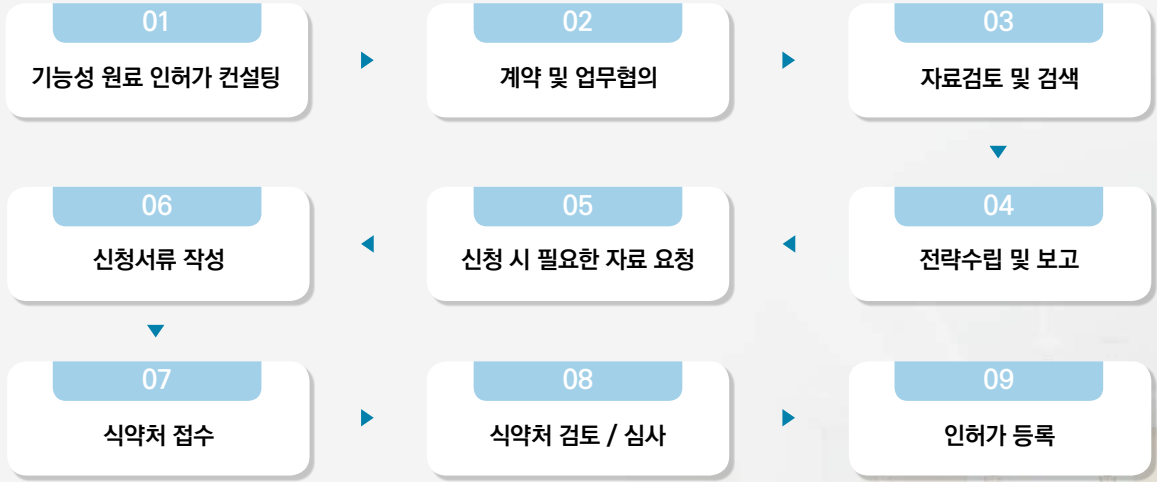 01
기능성 원료 인허가 컨설팅
02
계약 및 업무협의
03
자료검토 및 검색
04
전략수립 및 보고
05
신청 시 필요한 자료 요청
06
신청서류 작성
07
식약처 접수
08
식약처 검토 / 심사
09
인허가 등록